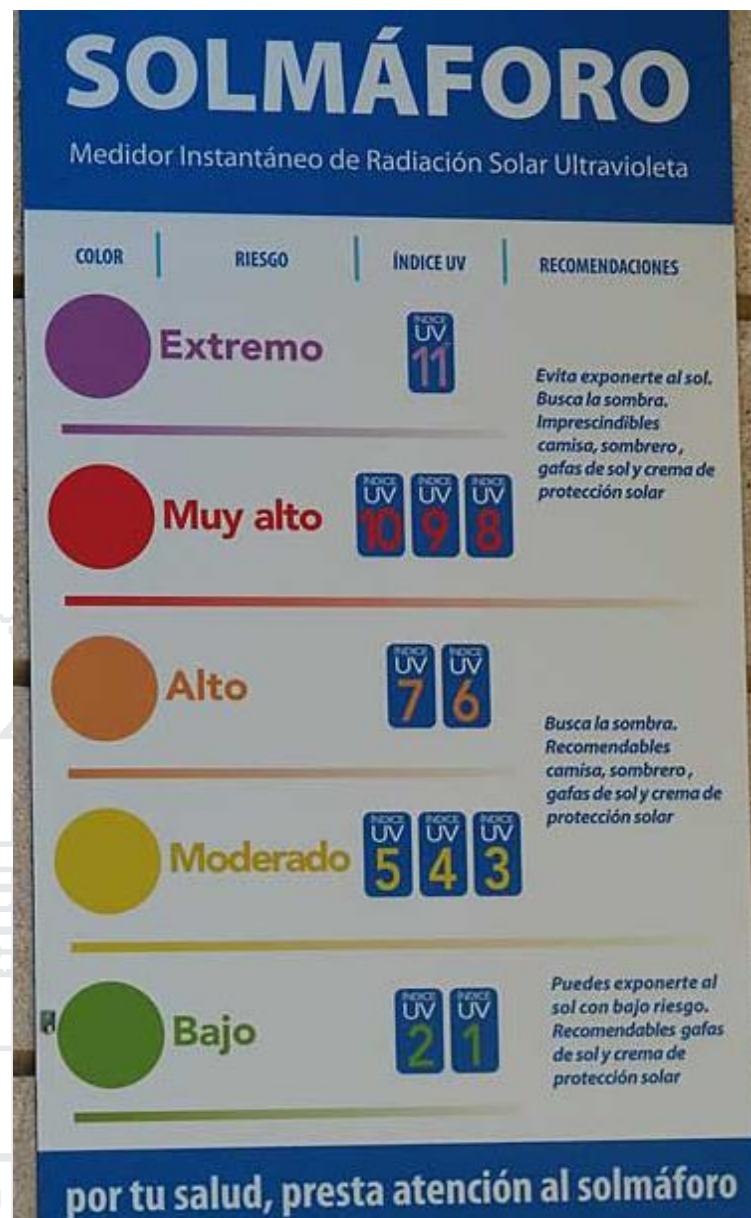 SOLMÁFORO
Medidor Instantáneo de Radiación Solar Ultravioleta
COLOR RIESGO ÍNDICE UV RECOMENDACIONES
Extremo
ÍNDICE UV 11
Evita exponerte al sol.
Busca la sombra.
Imprescindibles
camisa, sombrero ,
gafas de sol y crema de
protección solar
Muy alto
ÍNDICE UV 10 ÍNDICE UV 9 ÍNDICE UV 8
Alto
ÍNDICE UV 7 ÍNDICE UV 6
Busca la sombra.
Recomendables
camisa, sombrero ,
gafas de sol y crema de
protección solar
Moderado
ÍNDICE UV 5 ÍNDICE UV 4 ÍNDICE UV 3
Bajo
ÍNDICE UV 2 ÍNDICE UV 1
Puedes exponerte al
sol con bajo riesgo.
Recomendables gafas
de sol y crema de
protección solar
por tu salud, presta atención al solmáforo